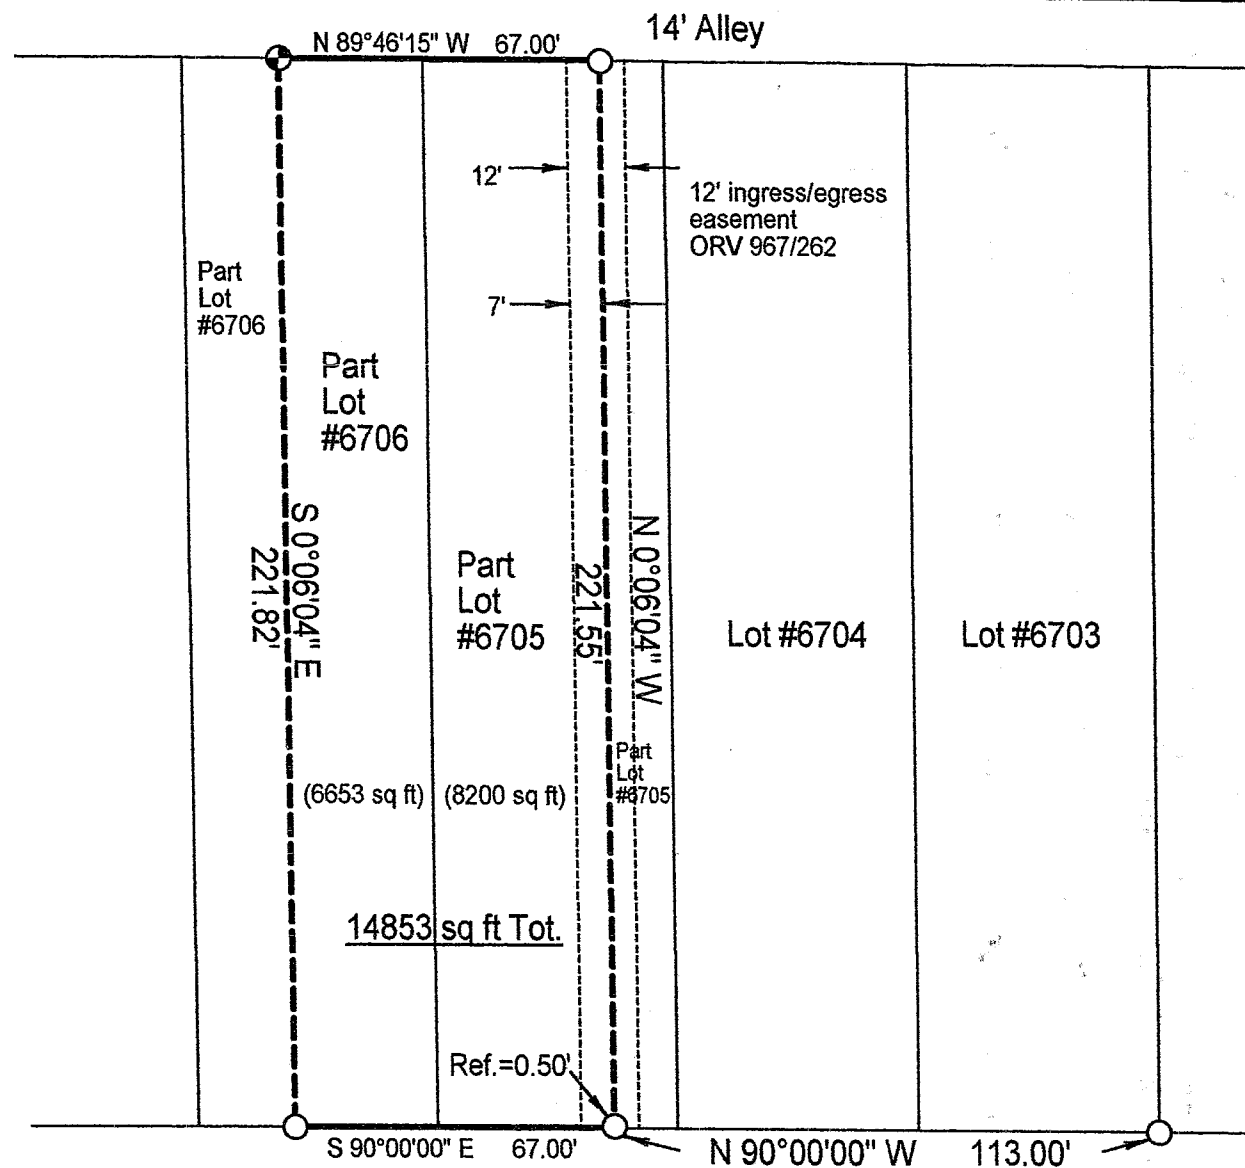 14' Alley
N 89°46'15" W 67.00'
12'
12' ingress/egress
easement
ORV 967/262
Part
Lot
#6706
7'
Part
Lot
#6706
S 0°06'04" E
221.82'
Part
Lot
#6705
221.55'
N 0°06'04" W
Lot #6704
Lot #6703
Part
Lot
#6705
(6653 sq ft)
(8200 sq ft)
14853 sq ft Tot.
Ref.=0.50'
S 90°00'00" E 67.00'
N 90°00'00" W 113.00'